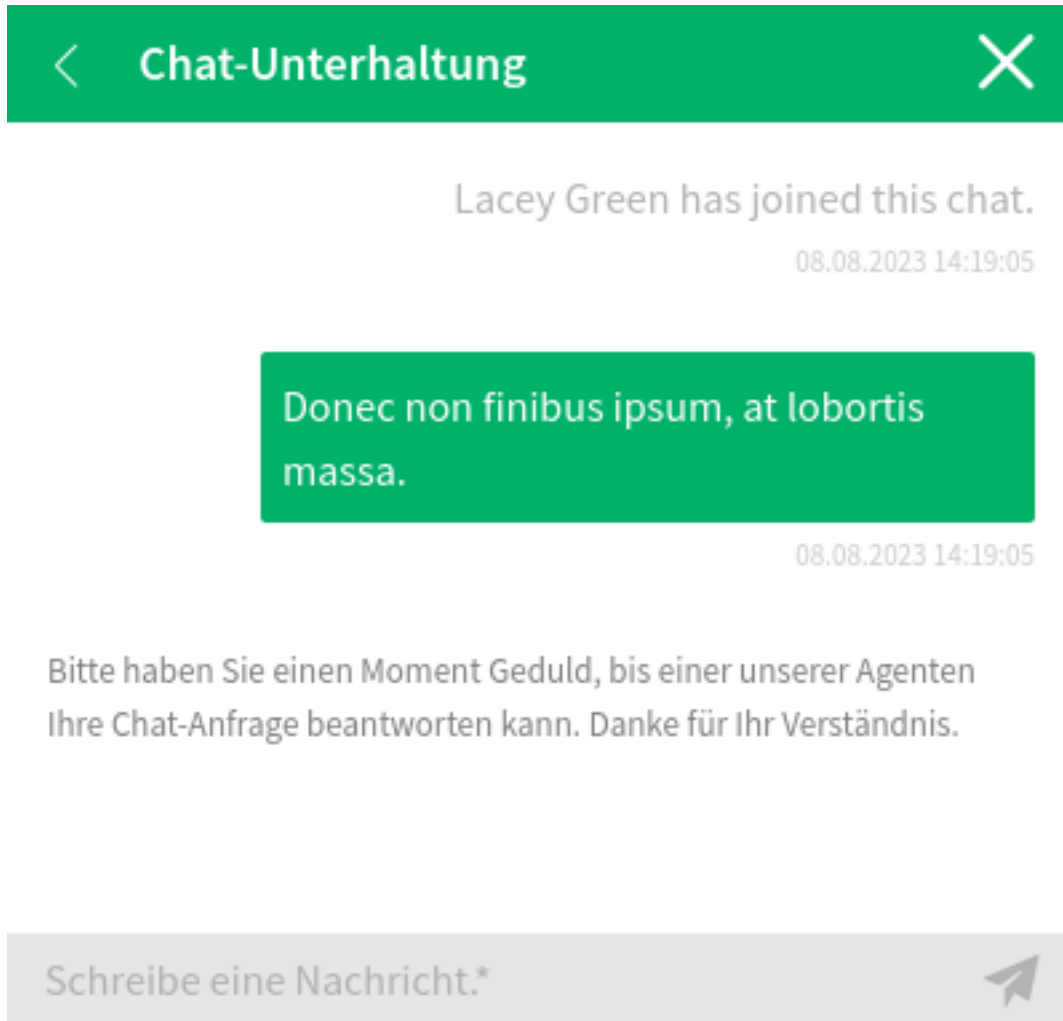 Chat-Unterhaltung
Lacey Green has joined this chat.
08.08.2023 14:19:05
Donec non finibus ipsum, at lobortis
massa.
08.08.2023 14:19:05
Bitte haben Sie einen Moment Geduld, bis einer unserer Agenten
Ihre Chat-Anfrage beantworten kann. Danke für Ihr Verständnis.
Schreibe eine Nachricht.*